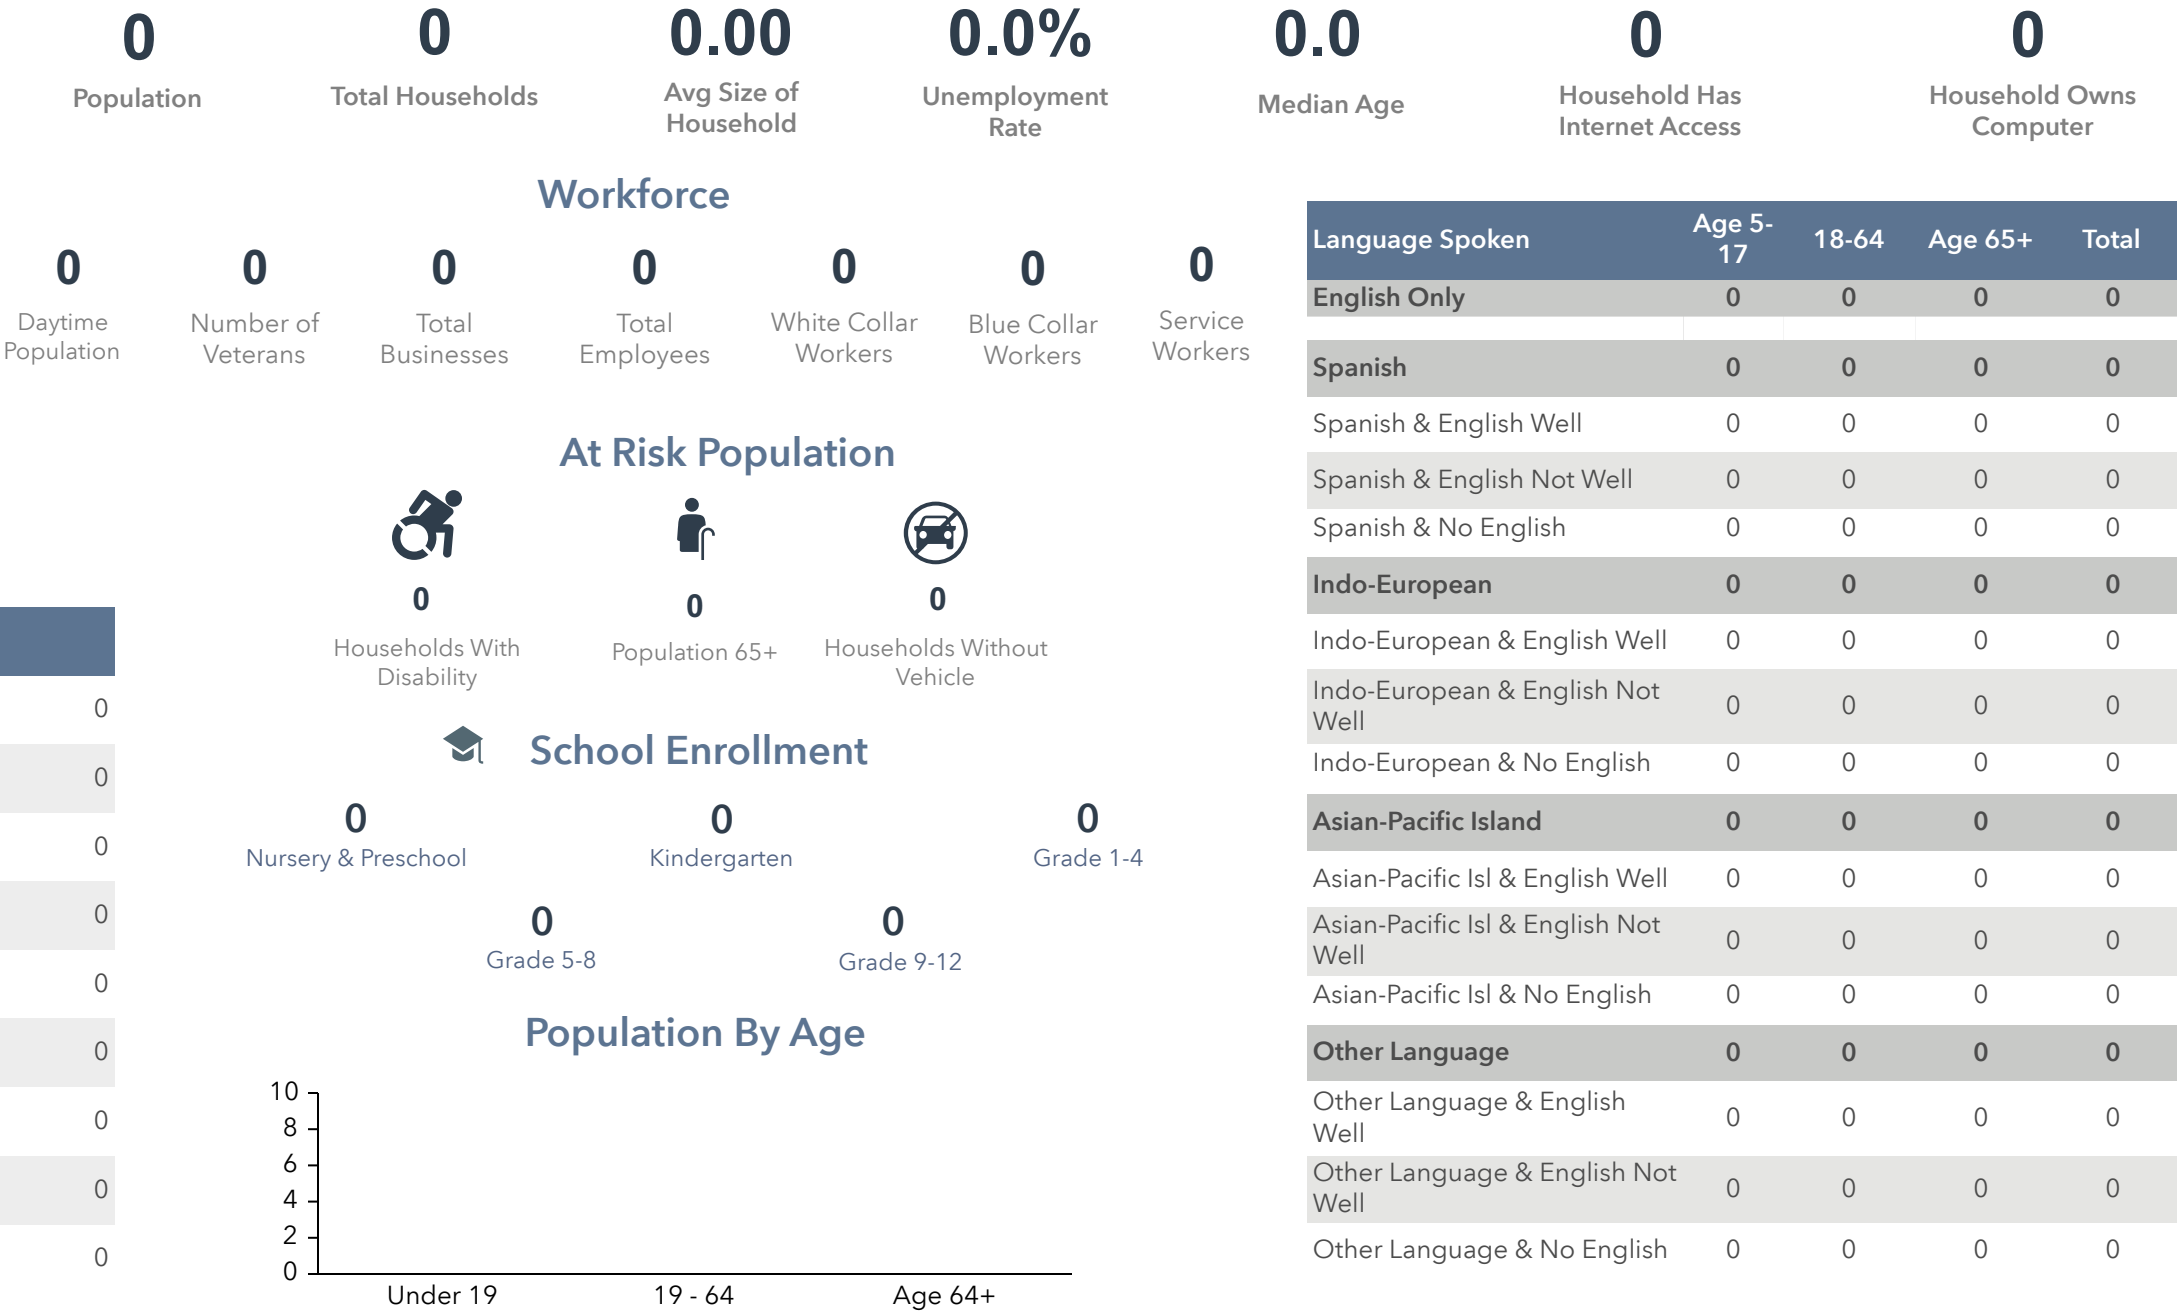 0
Population
0
Total Households
0.00
Avg Size of
Household
0.0%
Unemployment
Rate
0.0
Median Age
0
Household Has
Internet Access
0
Household Owns
Computer
Workforce
0
Daytime
Population
0
Number of
Veterans
0
Total
Businesses
0
Total
Employees
0
White Collar
Workers
0
Blue Collar
Workers
0
Service
Workers
At Risk Population
0
Households With
Disability
0
Population 65+
0
Households Without
Vehicle
0
0
0
0
0
0
0
0
0
School Enrollment
0
Nursery & Preschool
0
Kindergarten
0
Grade 1-4
0
Grade 5-8
0
Grade 9-12
Population By Age
10
8
6
4
2
0
Under 19 19 - 64 Age 64+
Language Spoken Age 5-
17 18-64 Age 65+ Total
English Only 0 0 0 0
Spanish 0 0 0 0
Spanish & English Well 0 0 0 0
Spanish & English Not Well 0 0 0 0
Spanish & No English 0 0 0 0
Indo-European 0 0 0 0
Indo-European & English Well 0 0 0 0
Indo-European & English Not
Well 0 0 0 0
Indo-European & No English 0 0 0 0
Asian-Pacific Island 0 0 0 0
Asian-Pacific Isl & English Well 0 0 0 0
Asian-Pacific Isl & English Not
Well 0 0 0 0
Asian-Pacific Isl & No English 0 0 0 0
Other Language 0 0 0 0
Other Language & English
Well 0 0 0 0
Other Language & English Not
Well 0 0 0 0
Other Language & No English 0 0 0 0